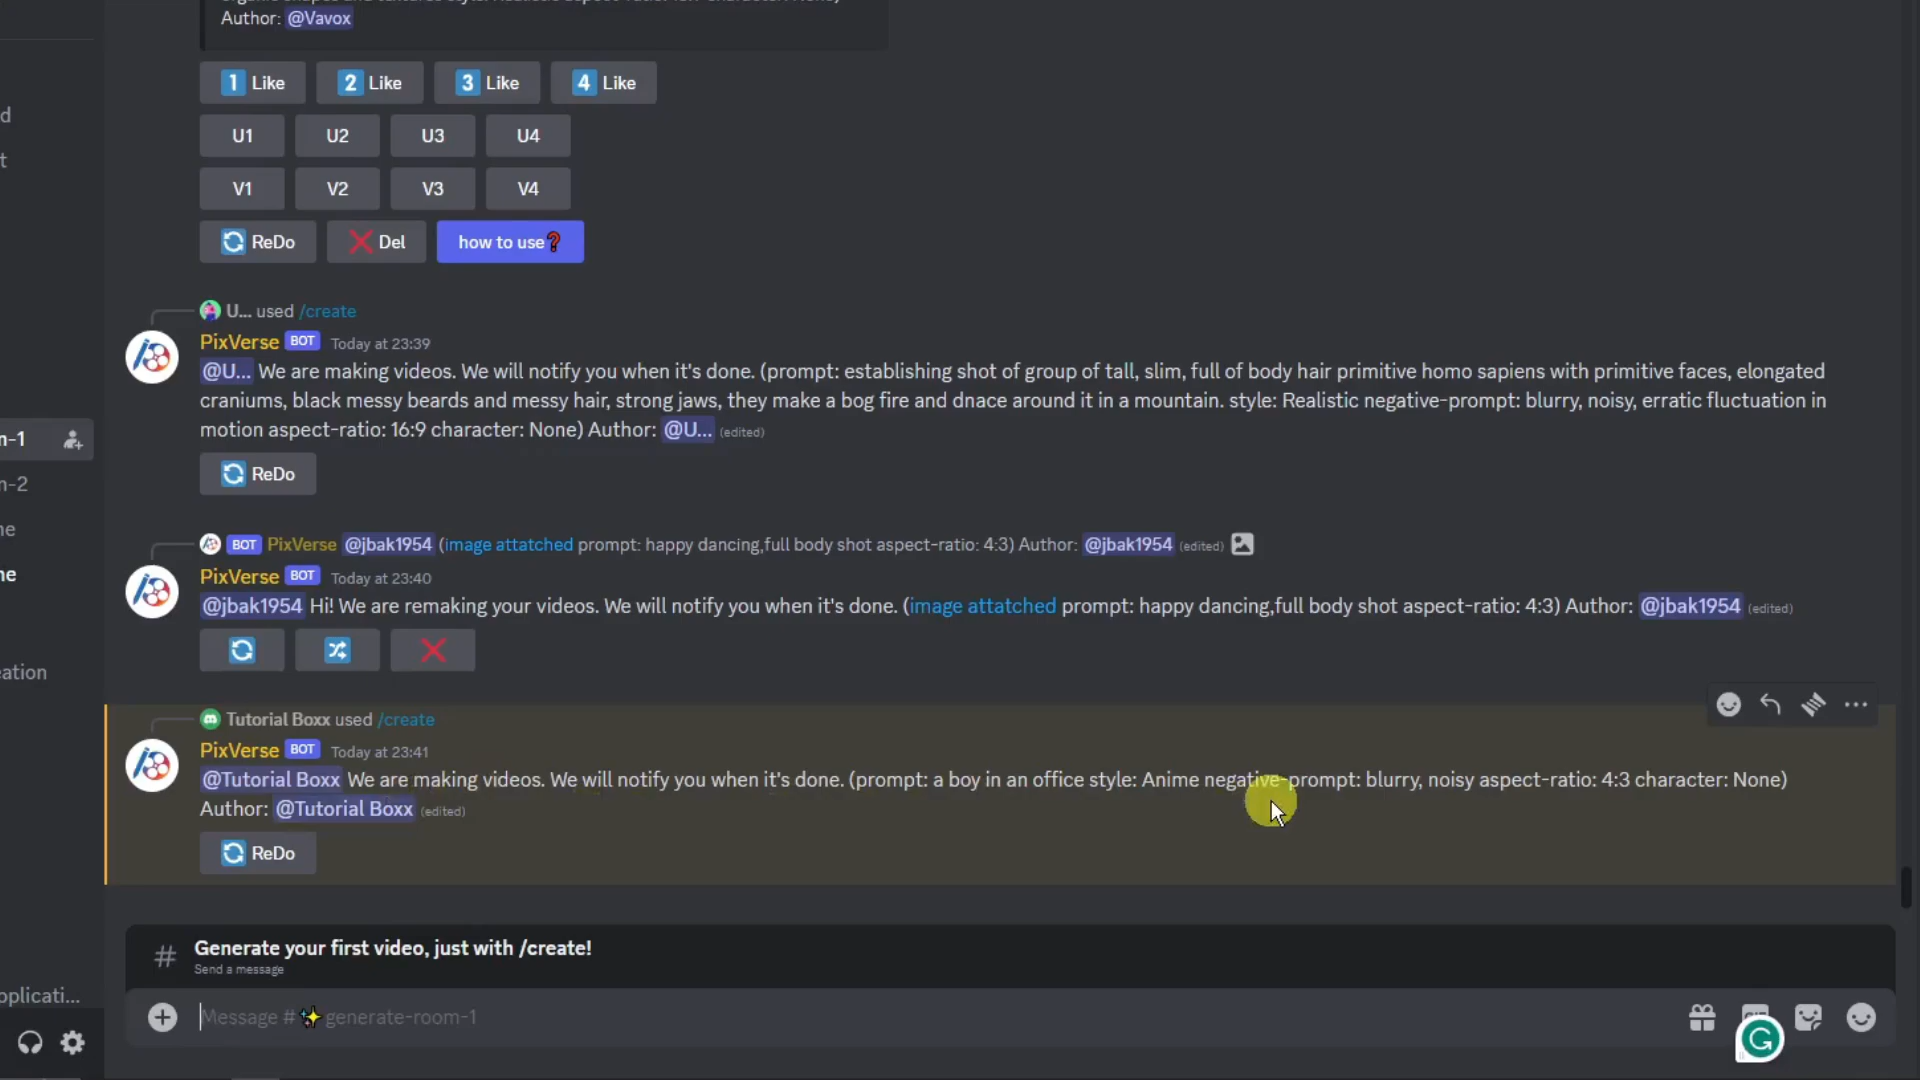 Author: @Vavox
1 Like 2 Like 3 Like 4 Like
U1 U2 U3 U4
V1 V2 V3 V4
ReDo Del how to use?
U... used /create
PixVerse BOT Today at 23:39
@U... We are making videos. We will notify you when it's done. (prompt: establishing shot of group of tall, slim, full of body hair primitive homo sapiens with primitive faces, elongated
craniums, black messy beards and messy hair, strong jaws, they make a bog fire and dnace around it in a mountain. style: Realistic negative-prompt: blurry, noisy, erratic fluctuation in
motion aspect-ratio: 16:9 character: None) Author: @U... (edited)
ReDo
BOT PixVerse @jbak1954 (image attatched prompt: happy dancing,full body shot aspect-ratio: 4:3) Author: @jbak1954 (edited)
PixVerse BOT Today at 23:40
@jbak1954 Hi! We are remaking your videos. We will notify you when it's done. (image attatched prompt: happy dancing,full body shot aspect-ratio: 4:3) Author: @jbak1954 (edited)
Tutorial Boxx used /create
PixVerse BOT Today at 23:41
@Tutorial Boxx We are making videos. We will notify you when it's done. (prompt: a boy in an office style: Anime negative-prompt: blurry, noisy aspect-ratio: 4:3 character: None)
Author: @Tutorial Boxx (edited)
ReDo
# Generate your first video, just with /create!
Send a message
Message #✨generate-room-1
d
t
n-1
n-2
ne
ne
eation
pplicati...